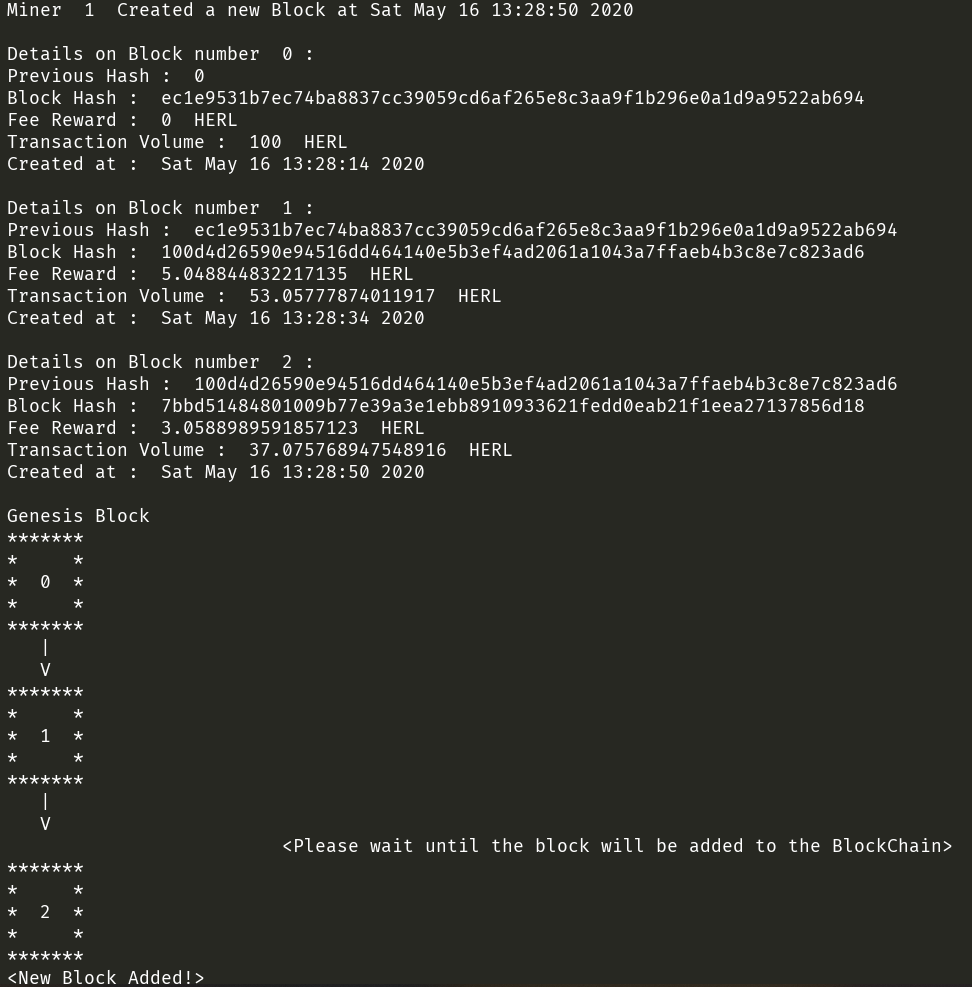 Miner  1  Created a new Block at Sat May 16 13:28:50 2020

Details on Block number  0 :
Previous Hash :  0
Block Hash :  ec1e9531b7ec74ba8837cc39059cd6af265e8c3aa9f1b296e0a1d9a9522ab694
Fee Reward :  0  HERL
Transaction Volume :  100  HERL
Created at :  Sat May 16 13:28:14 2020

Details on Block number  1 :
Previous Hash :  ec1e9531b7ec74ba8837cc39059cd6af265e8c3aa9f1b296e0a1d9a9522ab694
Block Hash :  100d4d26590e94516dd464140e5b3ef4ad2061a1043a7ffaeb4b3c8e7c823ad6
Fee Reward :  5.048844832217135  HERL
Transaction Volume :  53.05777874011917  HERL
Created at :  Sat May 16 13:28:34 2020

Details on Block number  2 :
Previous Hash :  100d4d26590e94516dd464140e5b3ef4ad2061a1043a7ffaeb4b3c8e7c823ad6
Block Hash :  7bbd51484801009b77e39a3e1ebb8910933621fedd0eab21f1eea27137856d18
Fee Reward :  3.0588989591857123  HERL
Transaction Volume :  37.075768947548916  HERL
Created at :  Sat May 16 13:28:50 2020

Genesis Block
*******
*     *
*  0  *
*     *
*******
   |
   V
*******
*     *
*  1  *
*     *
*******
   |
   V
                         <Please wait until the block will be added to the BlockChain>
*******
*     *
*  2  *
*     *
*******
<New Block Added!>